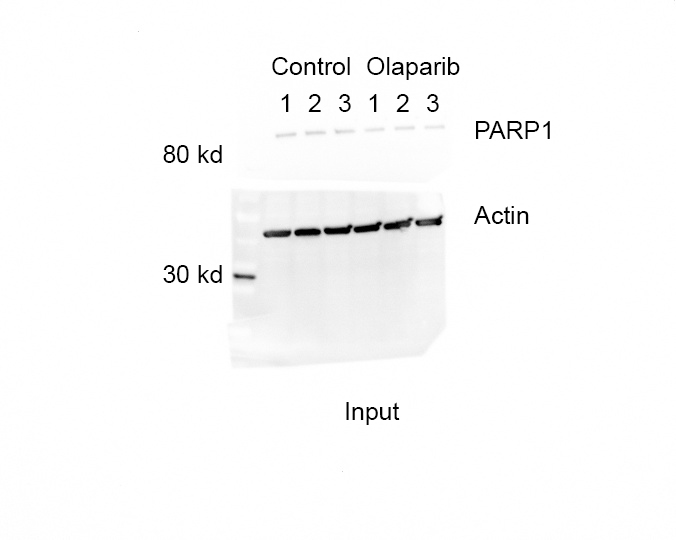 Control Olaparib
1 2 3 1 2 3
PARP1
80 kd
Actin
30 kd
Input